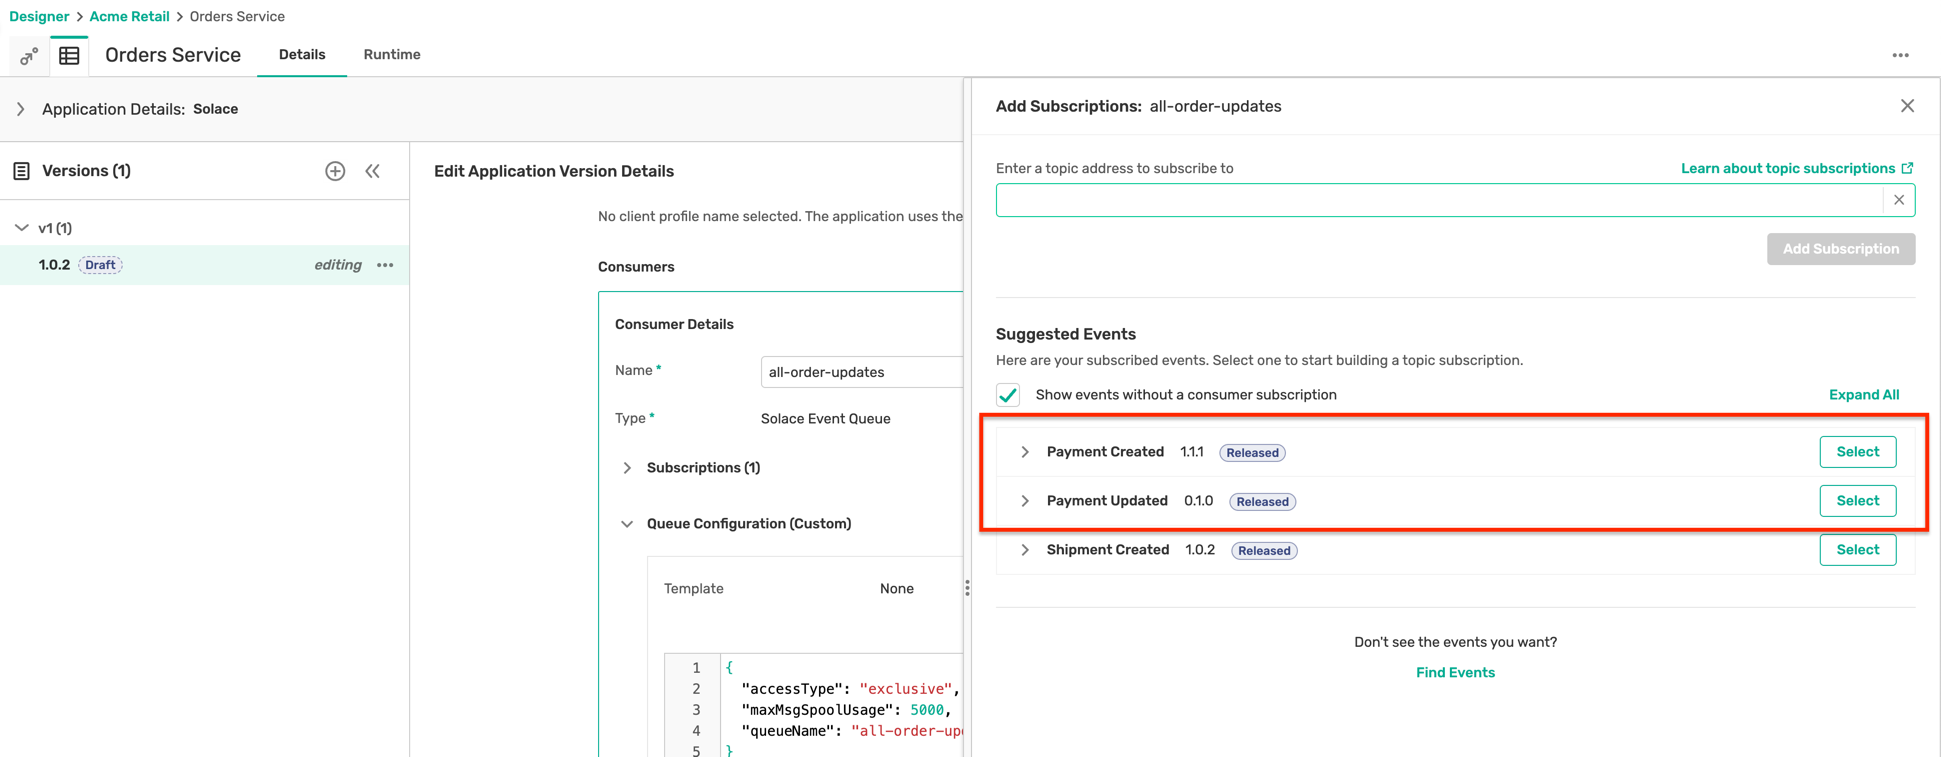 Designer > Acme Retail > Orders Service
Orders Service
Details
Runtime
Application Details: Solace
Versions (1)
v1 (1)
1.0.2 Draft editing
Edit Application Version Details
No client profile name selected. The application uses the
Consumers
Consumer Details
Name * all-order-updates
Type * Solace Event Queue
Subscriptions (1)
Queue Configuration (Custom)
Template None
1 {
2 "accessType": "exclusive",
3 "maxMsgSpoolUsage": 5000,
4 "queueName": "all-order-upd
5 }
Add Subscriptions: all-order-updates
Enter a topic address to subscribe to
Learn about topic subscriptions
Add Subscription
Suggested Events
Here are your subscribed events. Select one to start building a topic subscription.
Show events without a consumer subscription
Expand All
Payment Created 1.1.1 Released Select
Payment Updated 0.1.0 Released Select
Shipment Created 1.0.2 Released Select
Don't see the events you want?
Find Events